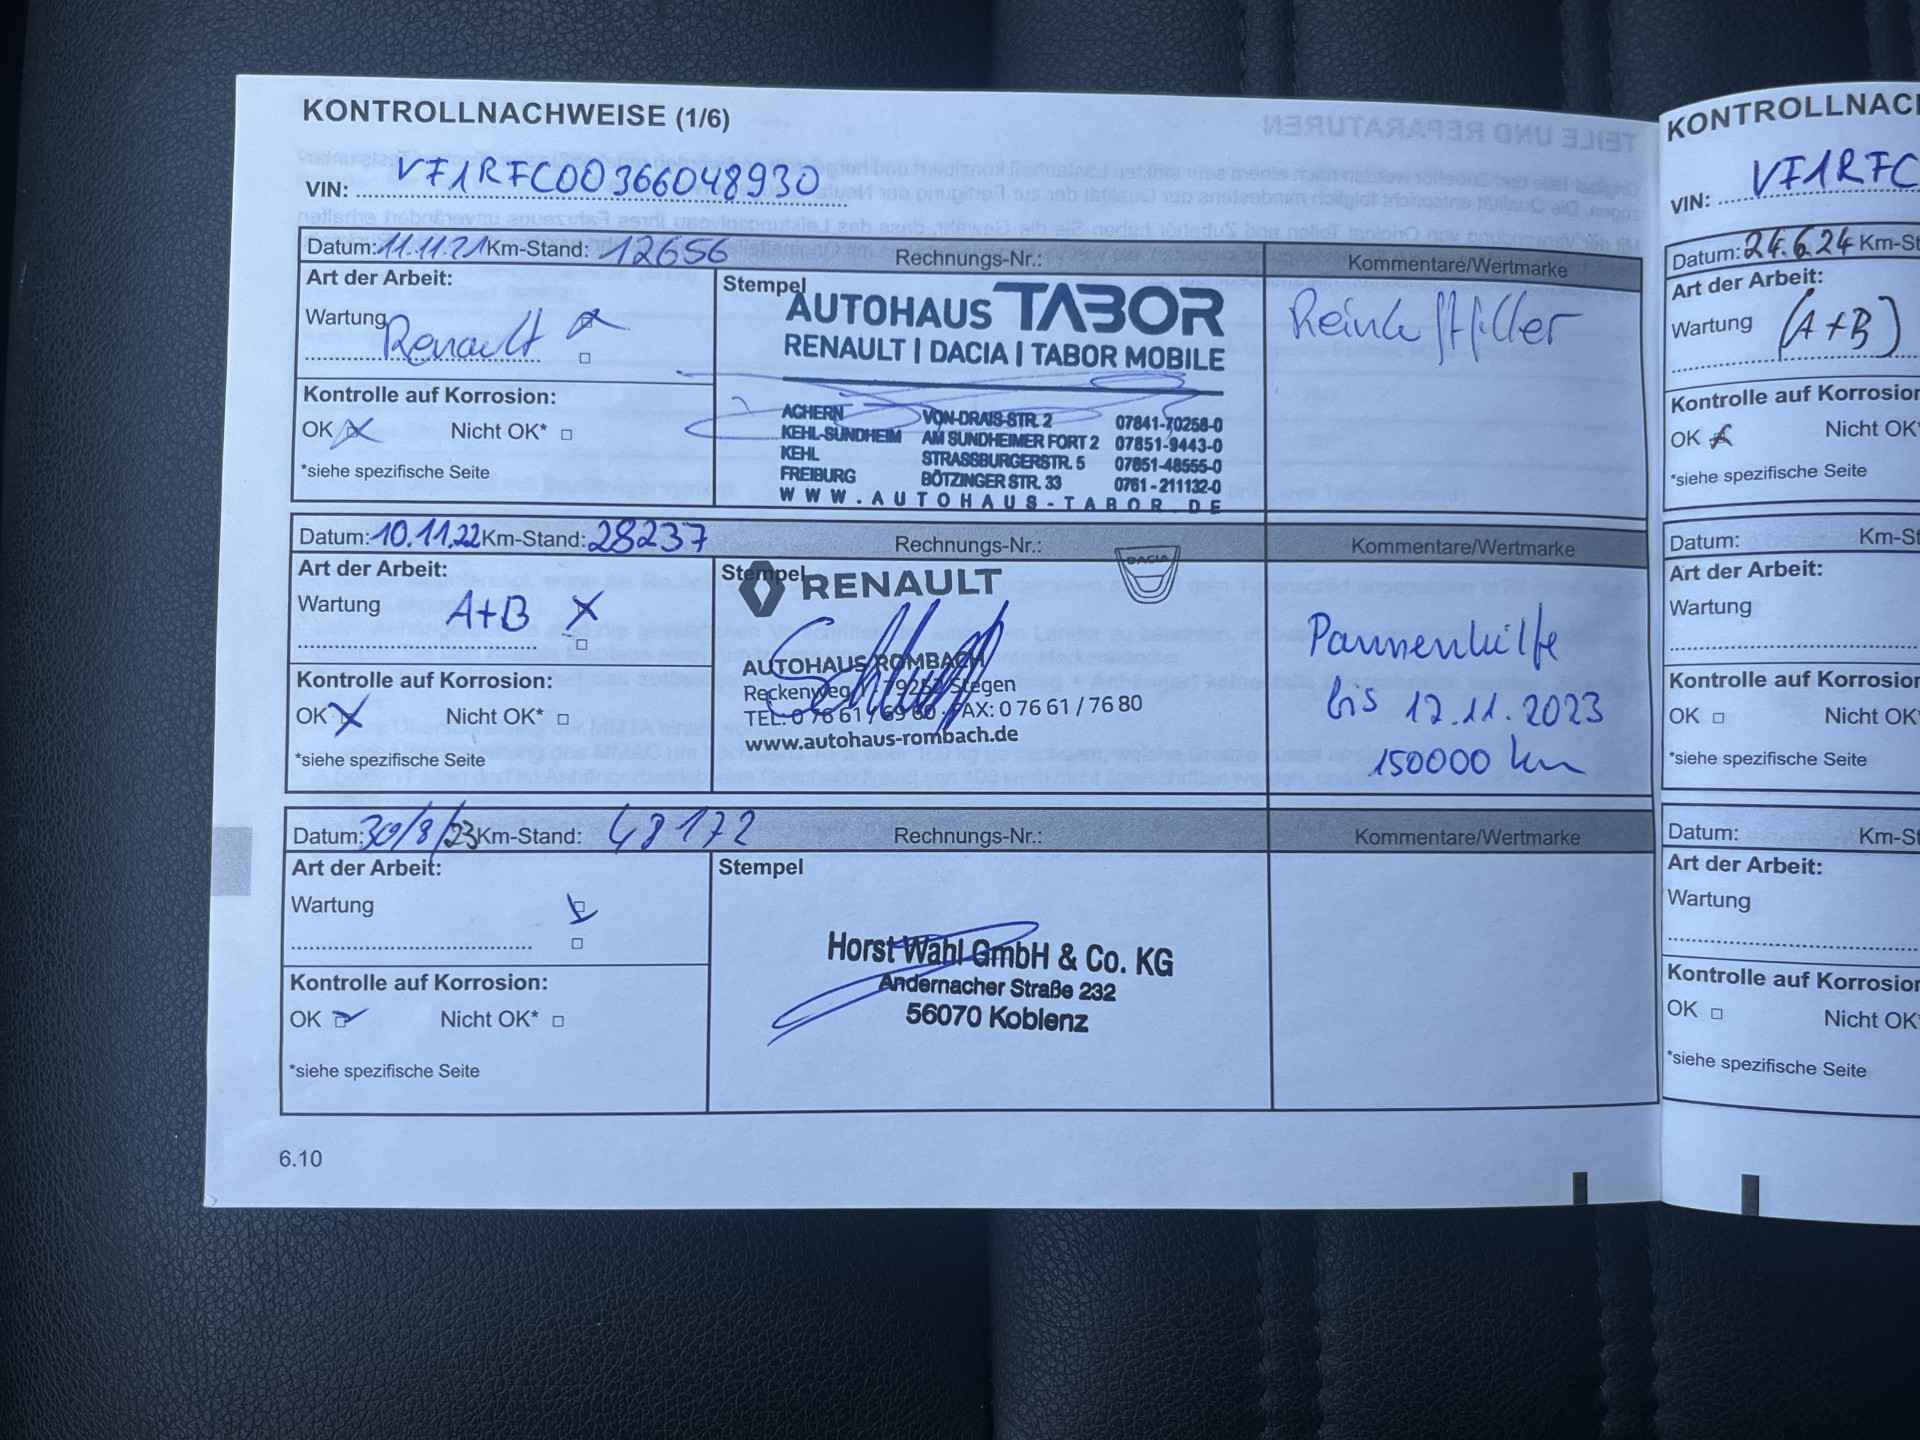 KONTROLLNACHWEISE (1/6)
VIN: VF1RFC00366048930
Datum: 11.11.21 Km-Stand: 12656 Rechnungs-Nr.: Kommentare/Wertmarke
Art der Arbeit:
Wartung
Renault
Stempel
AUTOHAUS TABOR
RENAULT | DACIA | TABOR MOBILE
ACHERN VON-DRAIS-STR. 2 07841-70258-0
KEHL-SUNDHEIM AM SUNDHEIMER FORT 2 07851-9443-0
KEHL STRASSBURGERSTR. 5 07851-48555-0
FREIBURG BÖTZINGER STR. 33 0761-211132-0
WWW.AUTOHAUS-TABOR.DE
Reinluftfilter
Kontrolle auf Korrosion:
OK Nicht OK*
*siehe spezifische Seite
Datum: 10.11.22 Km-Stand: 28237 Rechnungs-Nr.: Kommentare/Wertmarke
Art der Arbeit:
Wartung A+B
Stempel
RENAULT
DACIA
AUTOHAUS ROMBACH
Reckenweg 1 · 79252 Stegen
TEL: 0 76 61 / 69 60 · FAX: 0 76 61 / 76 80
www.autohaus-rombach.de
Pannenhilfe
bis 12.11.2023
150000 km
Kontrolle auf Korrosion:
OK Nicht OK*
*siehe spezifische Seite
Datum: 30/8/23 Km-Stand: 48172 Rechnungs-Nr.: Kommentare/Wertmarke
Art der Arbeit:
Wartung
Stempel
Horst Wahl GmbH & Co. KG
Andernacher Straße 232
56070 Koblenz
Kontrolle auf Korrosion:
OK Nicht OK*
*siehe spezifische Seite
6.10
KONTROLLNACH
VIN: VF1RFC
Datum: 24.6.24 Km-St
Art der Arbeit:
Wartung (A+B)
Kontrolle auf Korrosion
OK Nicht OK*
*siehe spezifische Seite
Datum: Km-St
Art der Arbeit:
Wartung
Kontrolle auf Korrosion
OK Nicht OK*
*siehe spezifische Seite
Datum: Km-St
Art der Arbeit:
Wartung
Kontrolle auf Korrosion
OK Nicht OK*
*siehe spezifische Seite